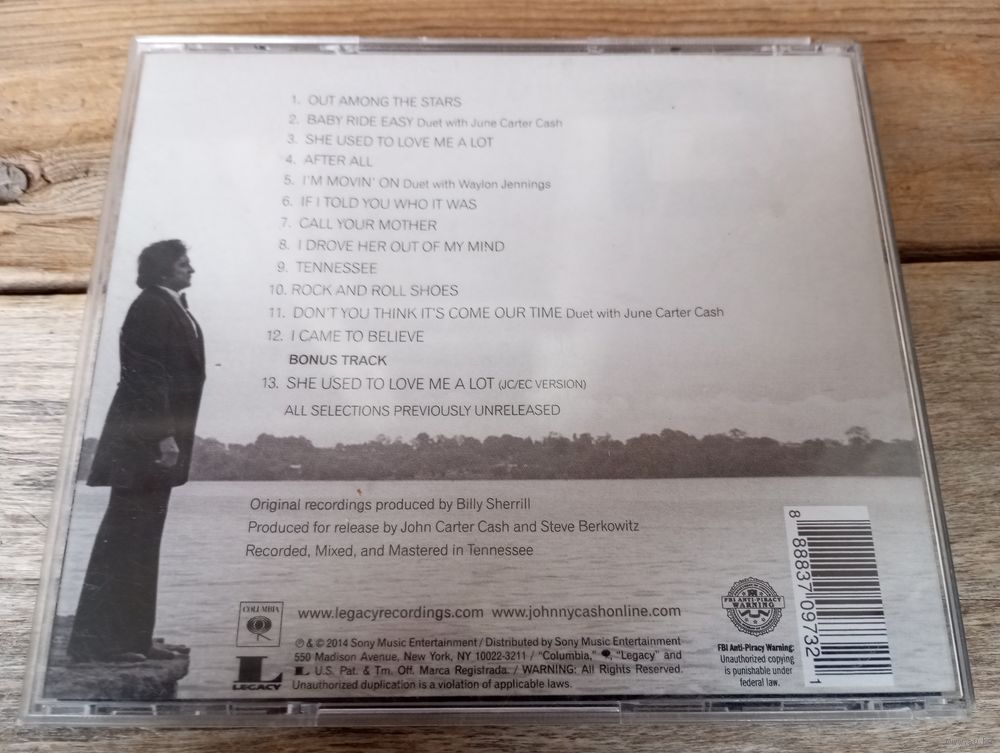 1. OUT AMONG THE STARS
2. BABY RIDE EASY Duet with June Carter Cash
3. SHE USED TO LOVE ME A LOT
4. AFTER ALL
5. I'M MOVIN' ON Duet with Waylon Jennings
6. IF I TOLD YOU WHO IT WAS
7. CALL YOUR MOTHER
8. I DROVE HER OUT OF MY MIND
9. TENNESSEE
10. ROCK AND ROLL SHOES
11. DON'T YOU THINK IT'S COME OUR TIME Duet with June Carter Cash
12. I CAME TO BELIEVE
BONUS TRACK
13. SHE USED TO LOVE ME A LOT (JC/EC VERSION)
ALL SELECTIONS PREVIOUSLY UNRELEASED
Original recordings produced by Billy Sherrill
Produced for release by John Carter Cash and Steve Berkowitz
Recorded, Mixed, and Mastered in Tennessee
COLUMBIA
www.legacyrecordings.com www.johnnycashonline.com
L
LEGACY
℗ & © 2014 Sony Music Entertainment / Distributed by Sony Music Entertainment
550 Madison Avenue, New York, NY 10022-3211 / "Columbia," "Legacy" and
L U.S. Pat. & Tm. Off. Marca Registrada. / WARNING: All Rights Reserved.
Unauthorized duplication is a violation of applicable laws.
FBI ANTI-PIRACY
WARNING
FBI Anti-Piracy Warning:
Unauthorized copying
is punishable under
federal law.
8 88837 09732 1